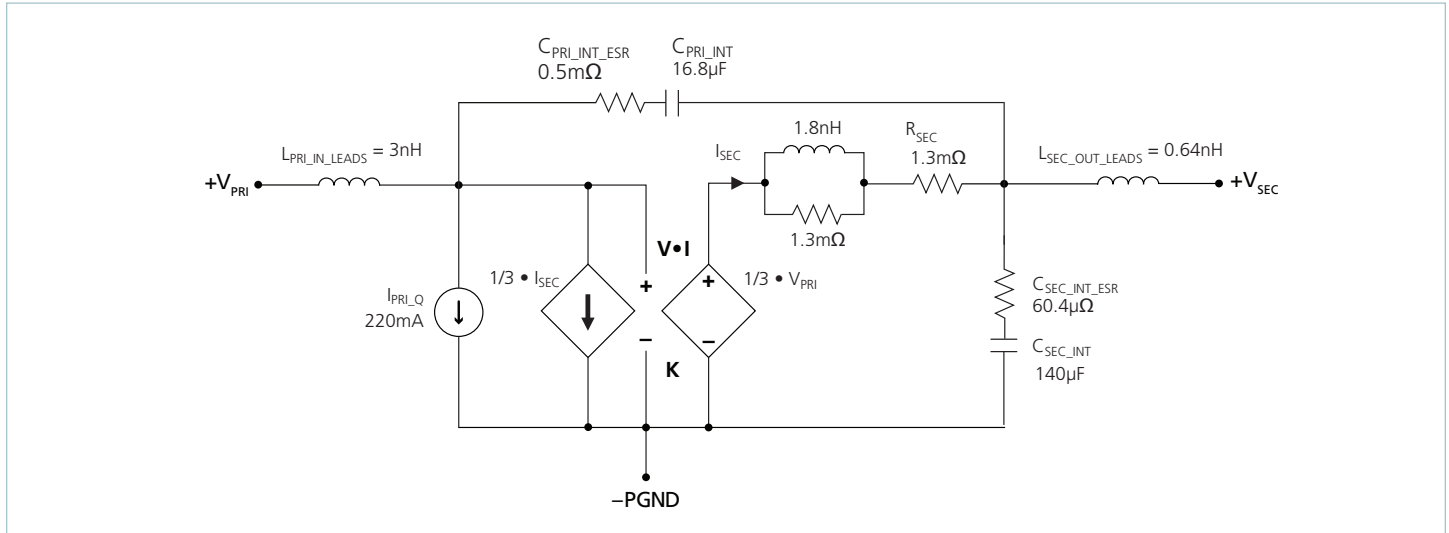 C_PRI_INT_ESR
0.5mΩ
C_PRI_INT
16.8µF
1.8nH
R_SEC
1.3mΩ
I_SEC
L_PRI_IN_LEADS = 3nH
L_SEC_OUT_LEADS = 0.64nH
+V_PRI
+V_SEC
1.3mΩ
V•I
1/3 • I_SEC
+
+
1/3 • V_PRI
I_PRI_Q
220mA
–
–
K
C_SEC_INT_ESR
60.4µΩ
C_SEC_INT
140µF
–PGND